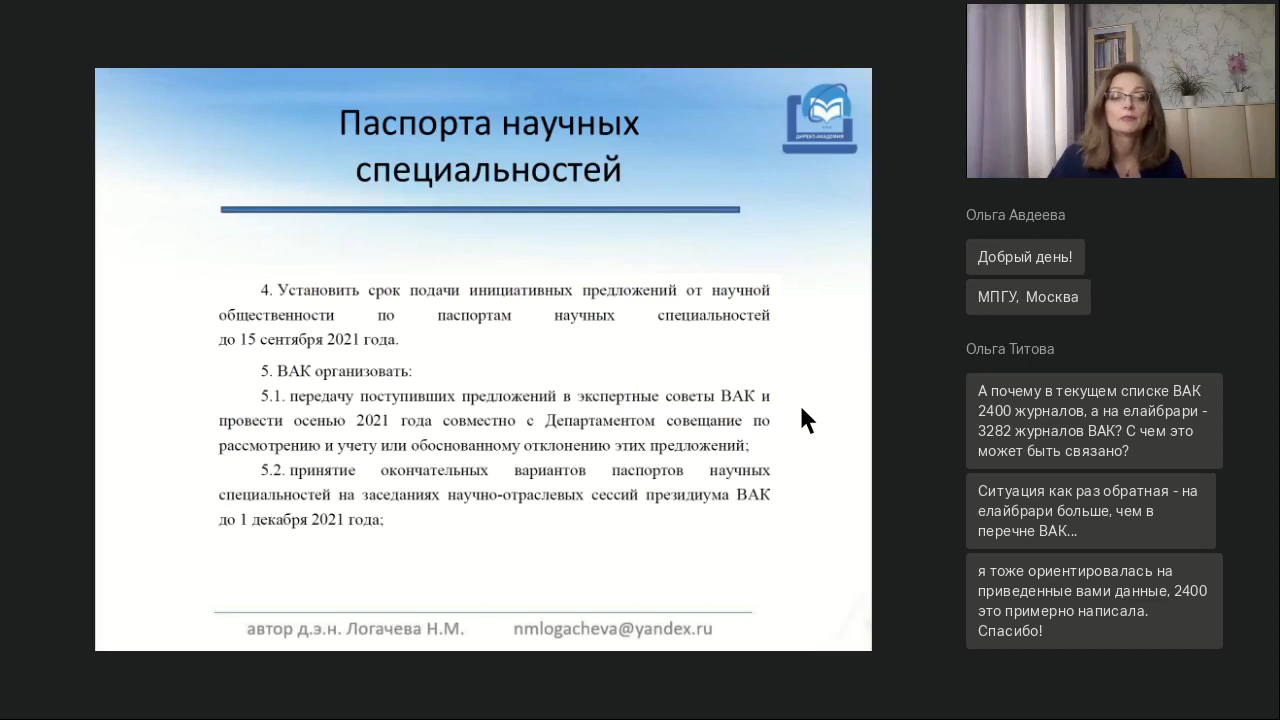 Паспорта научных
специальностей
ДИРЕКТ-АКАДЕМИЯ
4. Установить срок подачи инициативных предложений от научной
общественности по паспортам научных специальностей
до 15 сентября 2021 года.
5. ВАК организовать:
5.1. передачу поступивших предложений в экспертные советы ВАК и
провести осенью 2021 года совместно с Департаментом совещание по
рассмотрению и учету или обоснованному отклонению этих предложений;
5.2. принятие окончательных вариантов паспортов научных
специальностей на заседаниях научно-отраслевых сессий президиума ВАК
до 1 декабря 2021 года;
автор д.э.н. Логачева Н.М. nmlogacheva@yandex.ru
Ольга Авдеева
Добрый день!
МПГУ, Москва
Ольга Титова
А почему в текущем списке ВАК
2400 журналов, а на елайбрари -
3282 журналов ВАК? С чем это
может быть связано?
Ситуация как раз обратная - на
елайбрари больше, чем в
перечне ВАК...
я тоже ориентировалась на
приведенные вами данные, 2400
это примерно написала.
Спасибо!